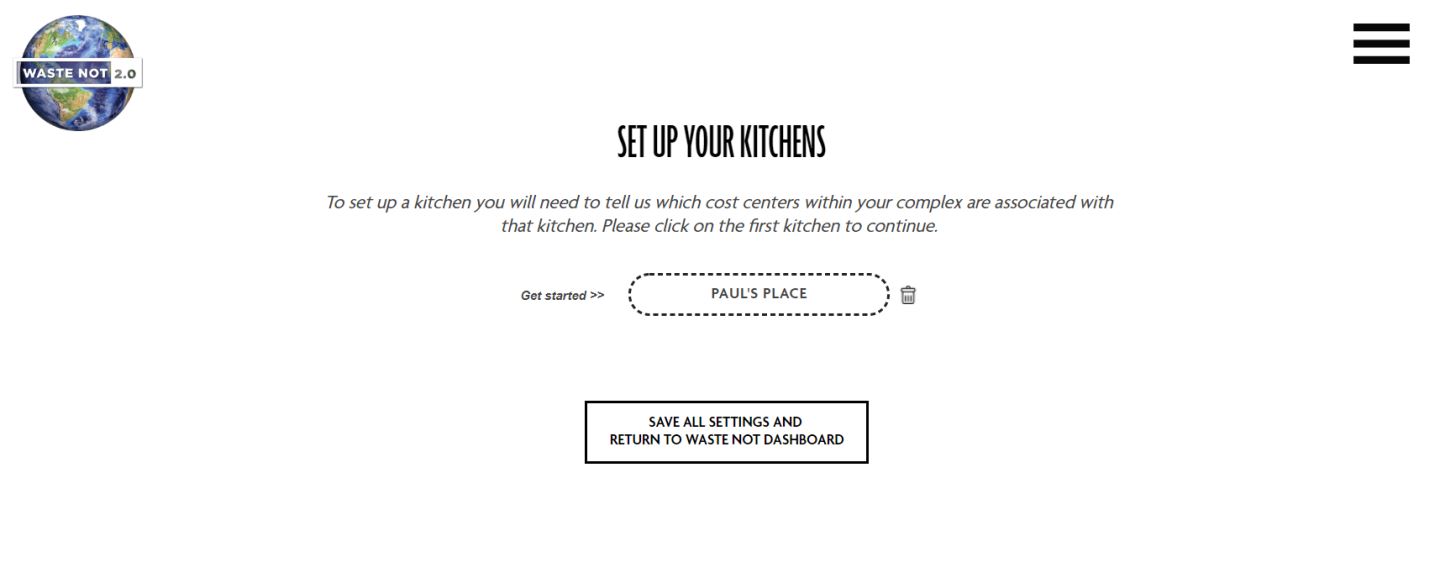 WASTE NOT 2.0
SET UP YOUR KITCHENS
To set up a kitchen you will need to tell us which cost centers within your complex are associated with
that kitchen. Please click on the first kitchen to continue.
Get started >> PAUL'S PLACE
SAVE ALL SETTINGS AND
RETURN TO WASTE NOT DASHBOARD